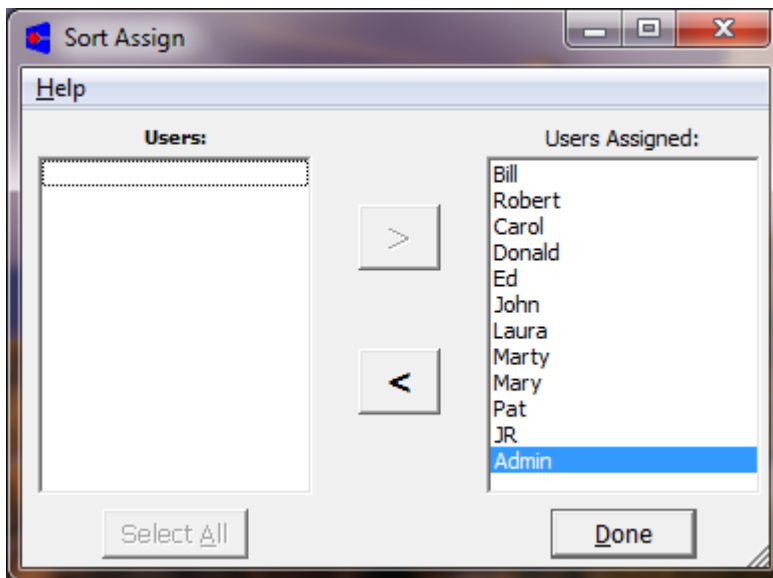 Sort Assign
Help
Users:
Users Assigned:
>
<
Bill
Robert
Carol
Donald
Ed
John
Laura
Marty
Mary
Pat
JR
Admin
Select All
Done